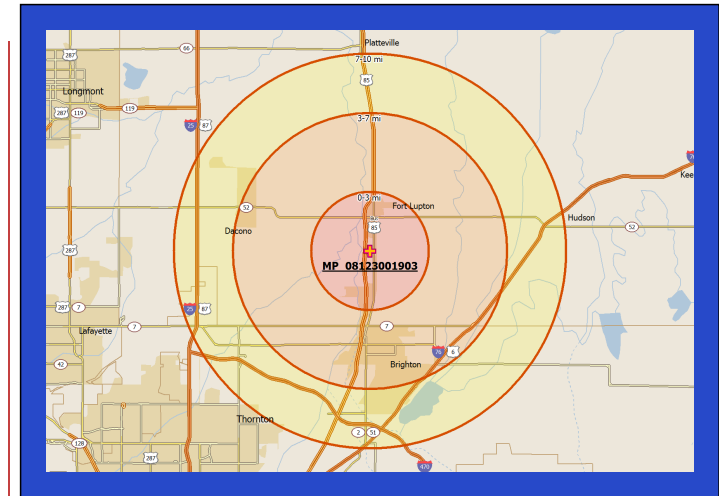 Platteville
66
287
7-10 mi
85
Longmont
119
287
119
25
87
3-7 mi
0-3 mi
Fort Lupton
52
Hudson
85
Dacono
52
287
MP 08123001903
25
87
287
7
Lafayette
7
7
76
6
42
Brighton
Thornton
2
51
128
287
470